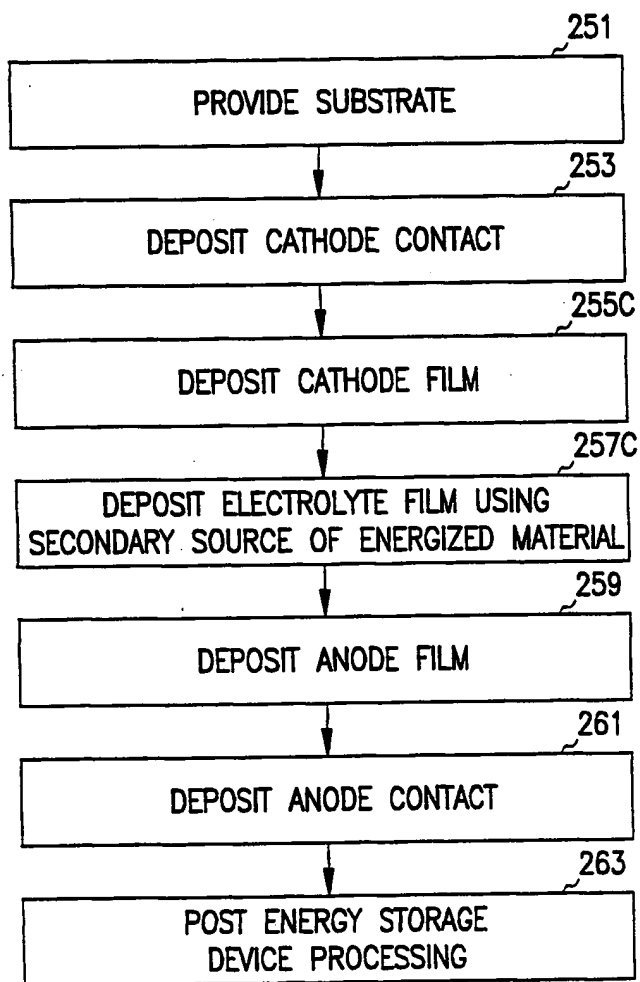 251
PROVIDE SUBSTRATE
253
DEPOSIT CATHODE CONTACT
255C
DEPOSIT CATHODE FILM
257C
DEPOSIT ELECTROLYTE FILM USING
SECONDARY SOURCE OF ENERGIZED MATERIAL
259
DEPOSIT ANODE FILM
261
DEPOSIT ANODE CONTACT
263
POST ENERGY STORAGE
DEVICE PROCESSING